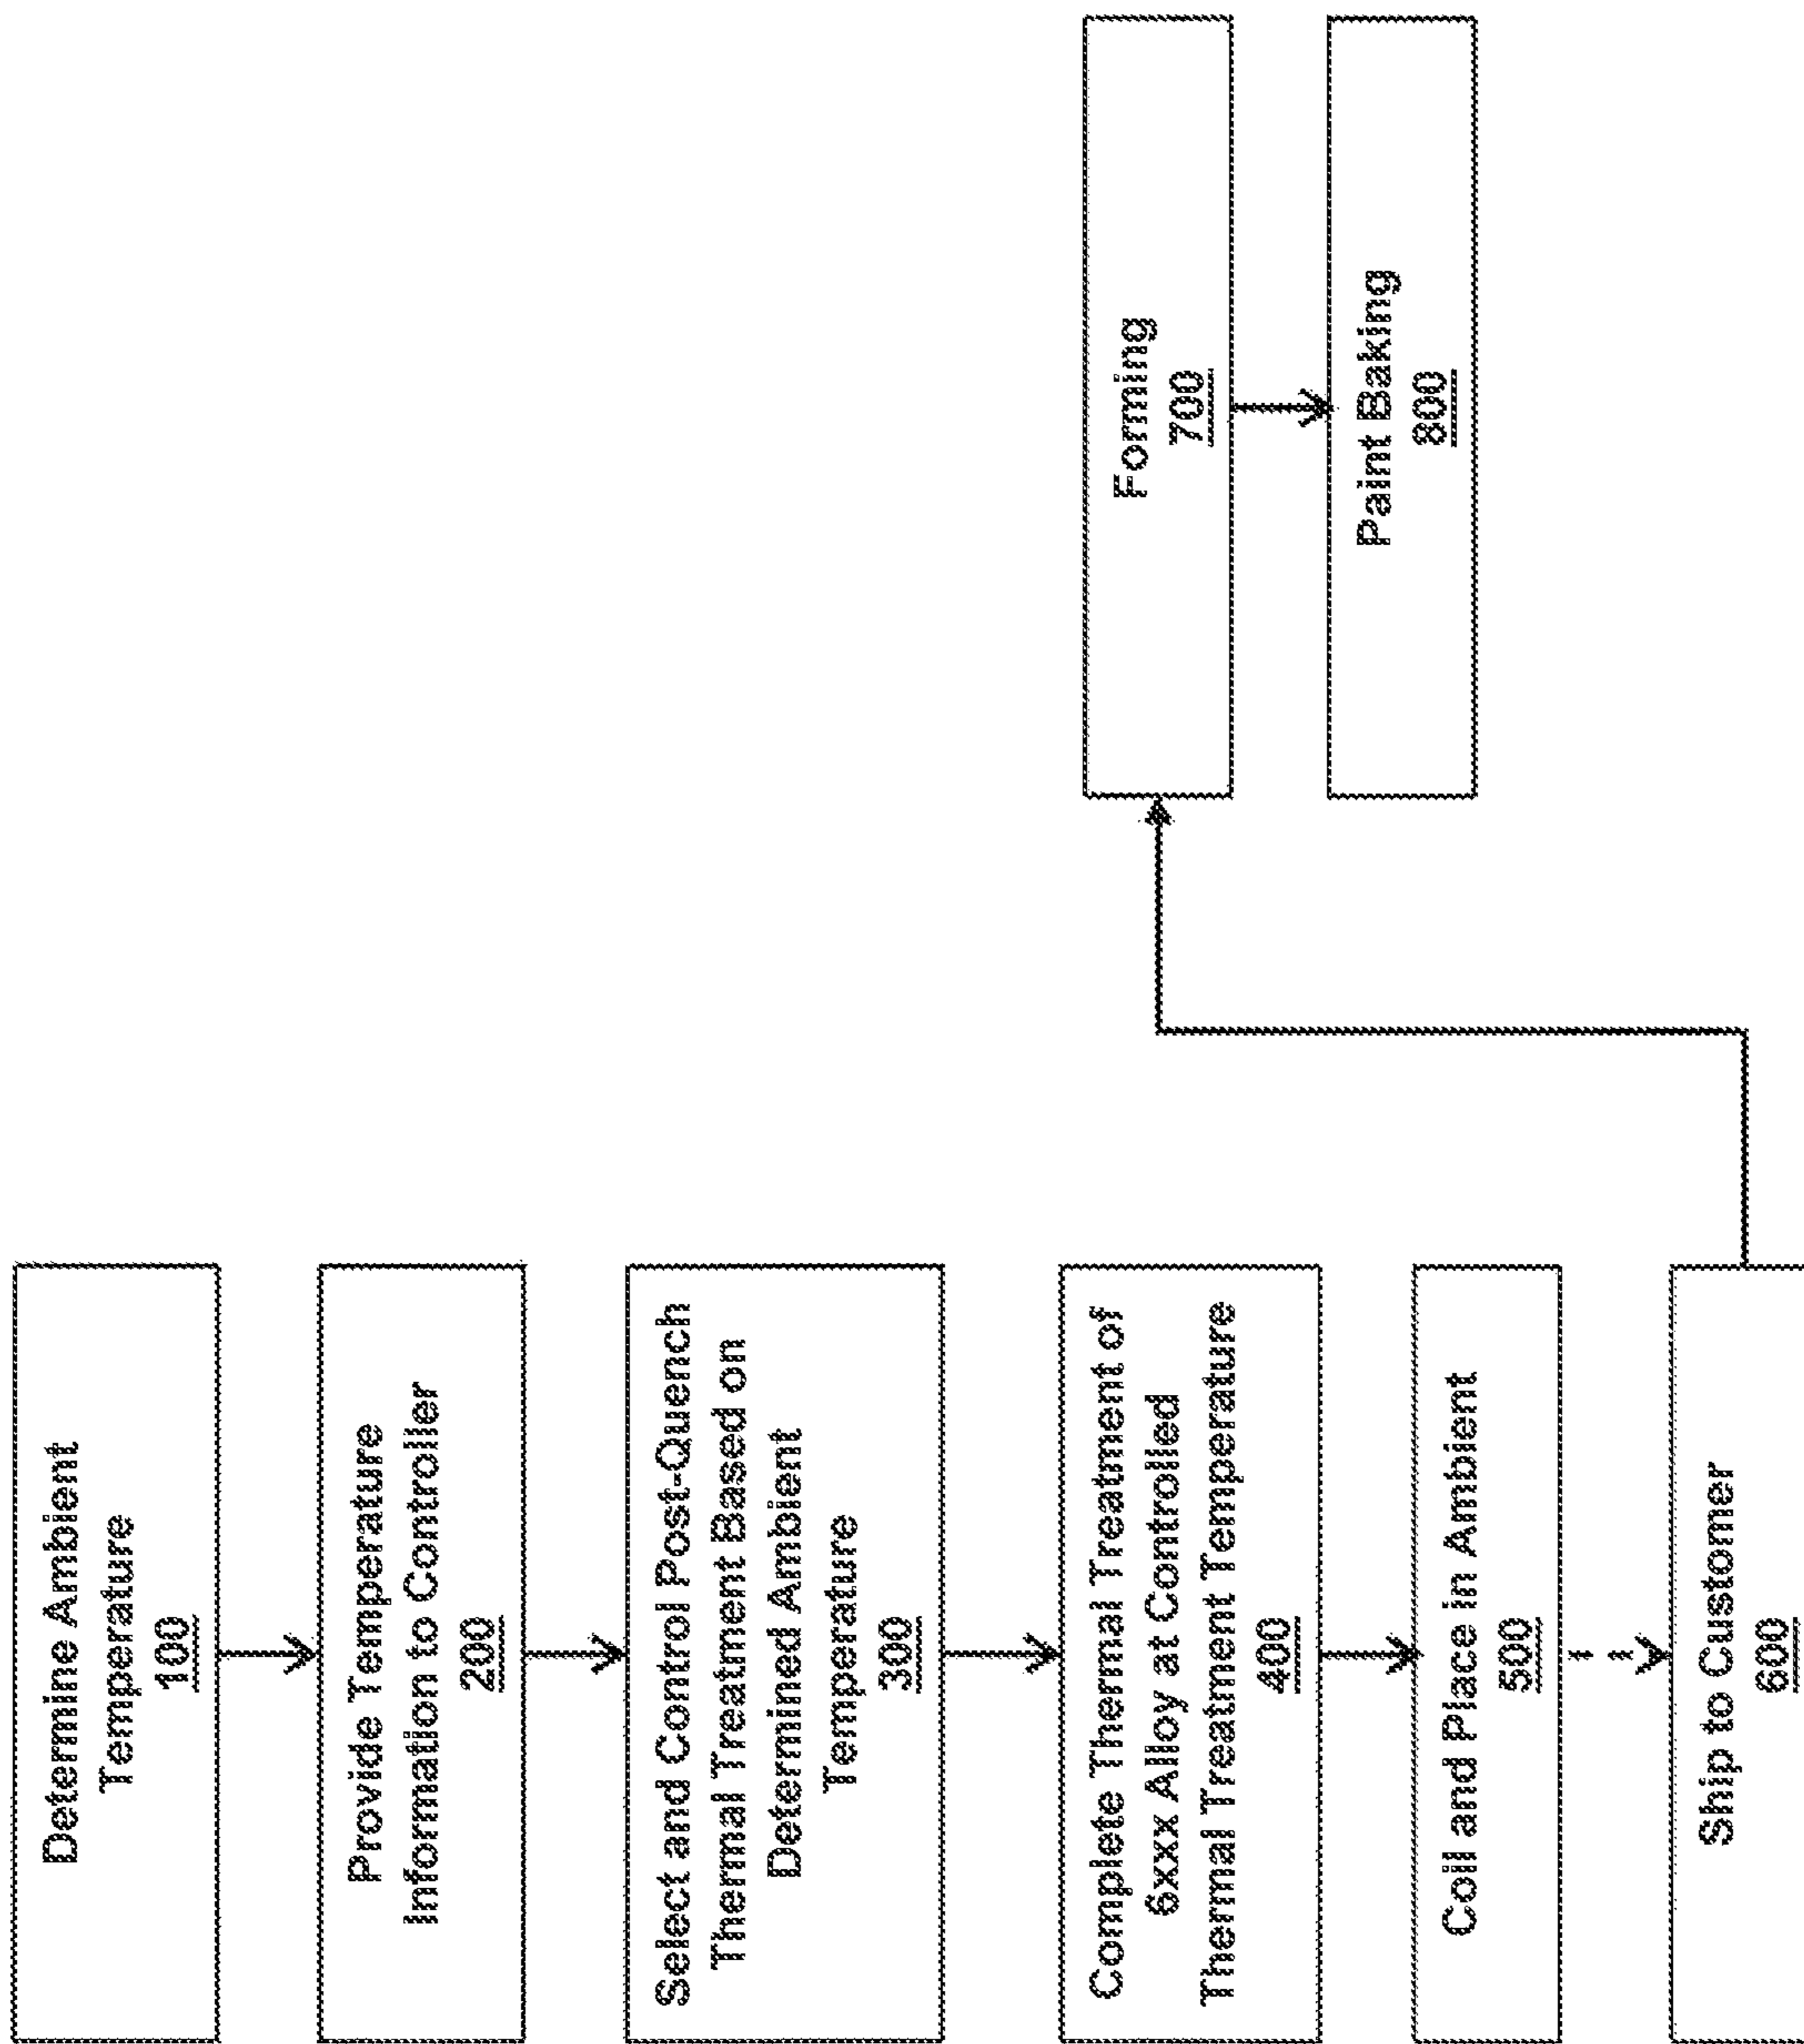 Determine Ambient
Temperature
100
Provide Temperature
Information to Controller
200
Select and Control Post-Quench
Thermal Treatment Based on
Determined Ambient
Temperature
300
Complete Thermal Treatment of
6xxx Alloy at Controlled
Thermal Treatment Temperature
400
Coil and Place in Ambient
500
Ship to Customer
600
Forming
700
Paint Baking
800